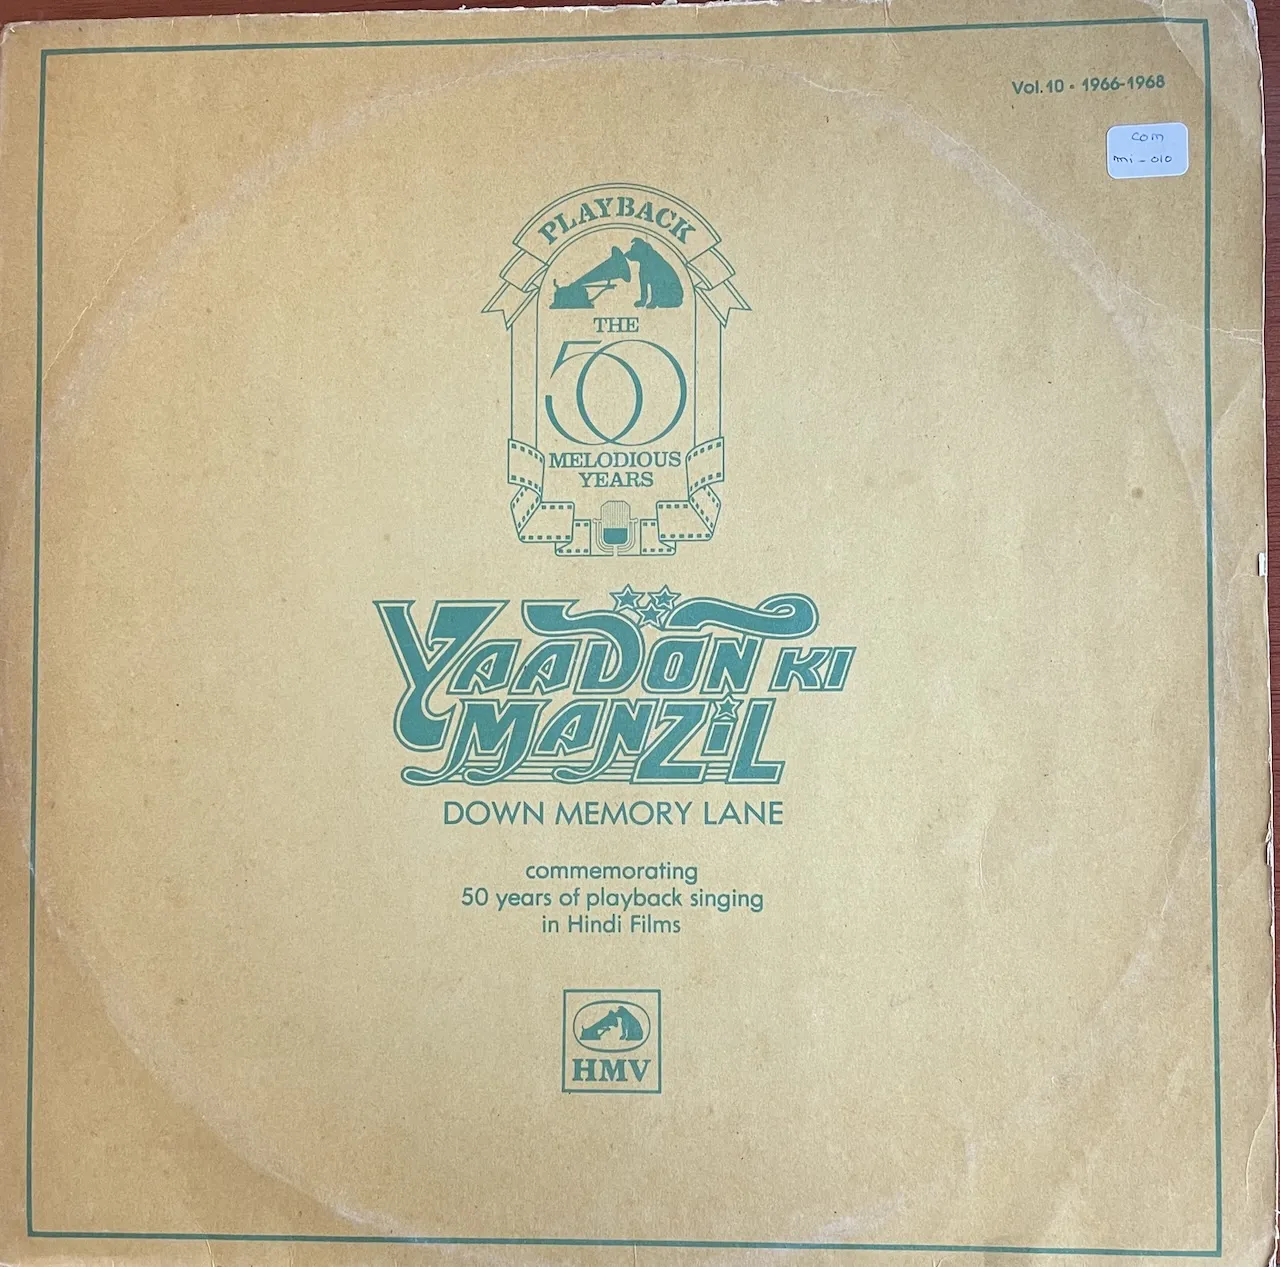 Vol.10 • 1966-1968
com
mi - 010
PLAYBACK
THE
50
MELODIOUS
YEARS
YAADON KI
MANZIL
DOWN MEMORY LANE
commemorating
50 years of playback singing
in Hindi Films
HMV